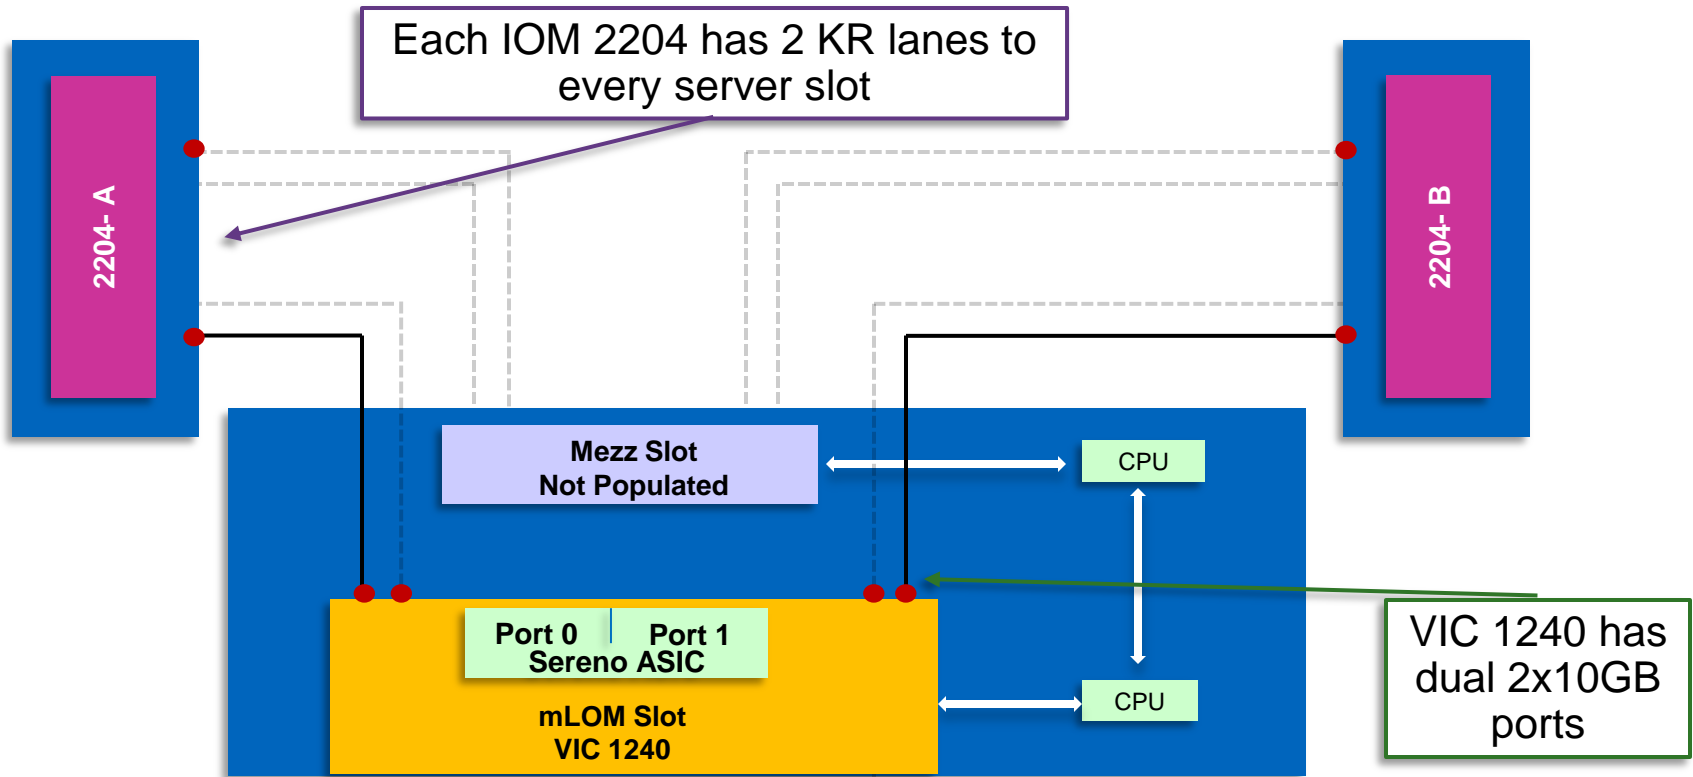 Each IOM 2204 has 2 KR lanes to
every server slot
2204- A
2204- B
Mezz Slot
Not Populated
CPU
Port 0
Port 1
Sereno ASIC
mLOM Slot
VIC 1240
CPU
VIC 1240 has
dual 2x10GB
ports